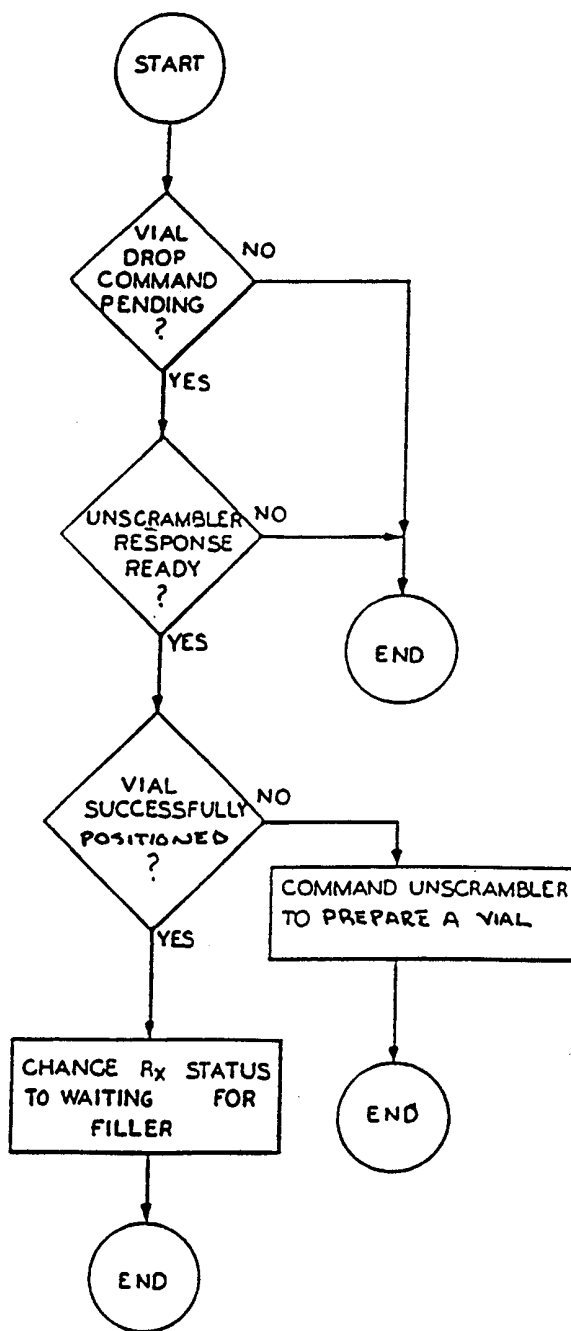 START
VIAL
DROP
COMMAND
PENDING
?
NO
YES
UNSCRAMBLER
RESPONSE
READY
?
NO
YES
END
VIAL
SUCCESSFULLY
POSITIONED
?
NO
YES
COMMAND UNSCRAMBLER
TO PREPARE A VIAL
END
CHANGE Rx STATUS
TO WAITING FOR
FILLER
END